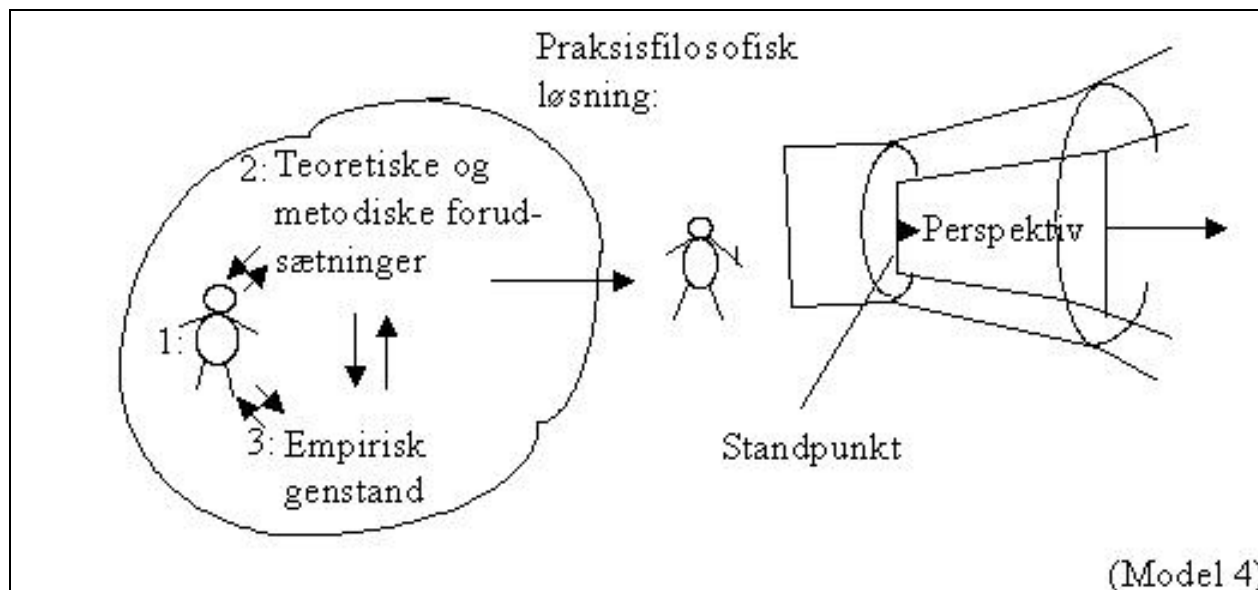 Praksisfilosofisk
løsning:
2: Teoretiske og
metodiske forud-
sætninger
1:
3: Empirisk
genstand
Perspektiv
Standpunkt
(Model 4)